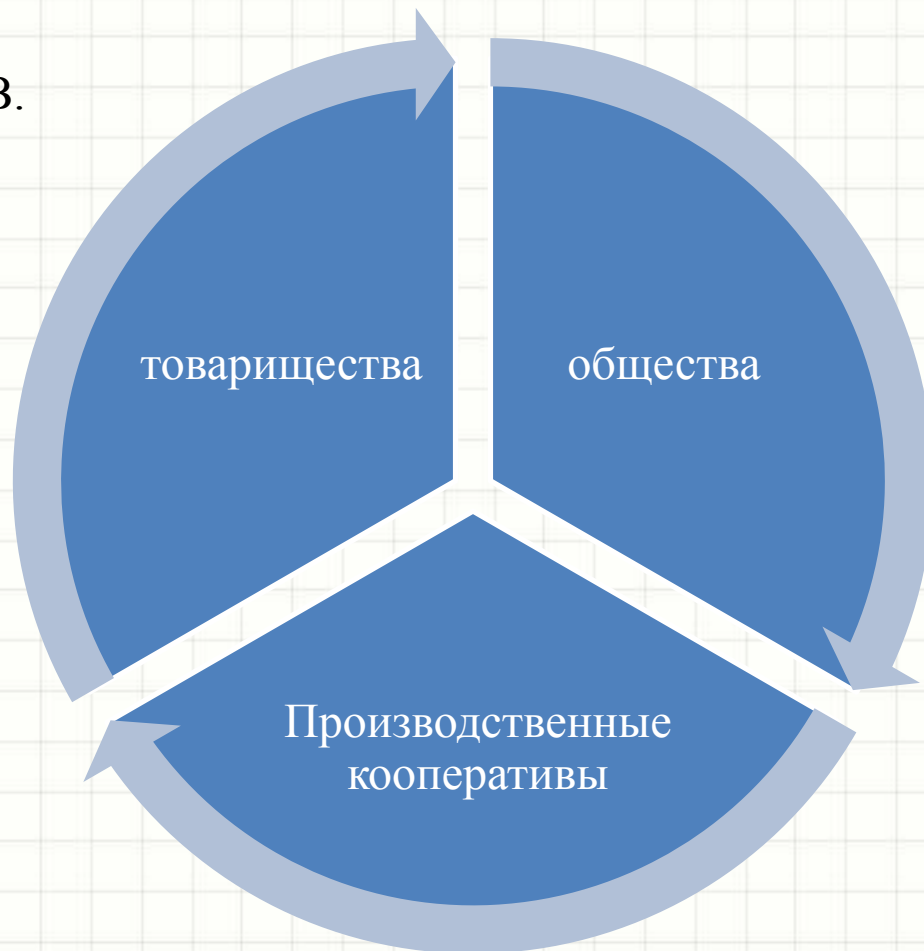 в.
товарищества
общества
Производственные
кооперативы